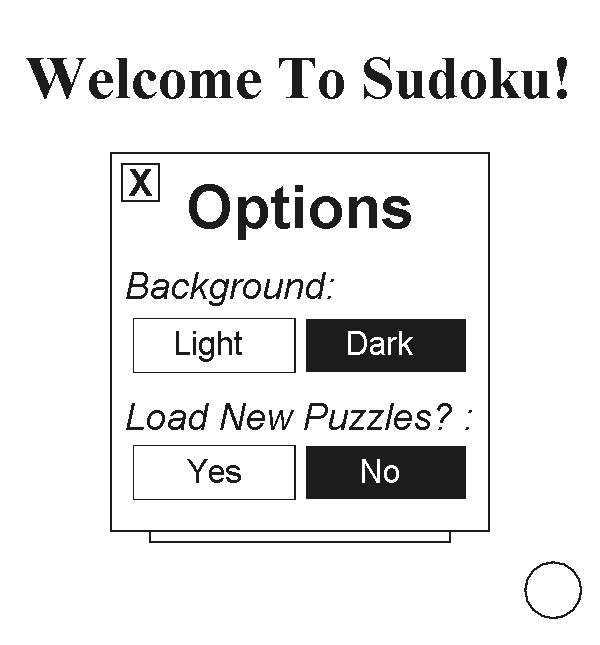 Welcome To Sudoku!
X
Options
Background:
Light Dark
Load New Puzzles? :
Yes No